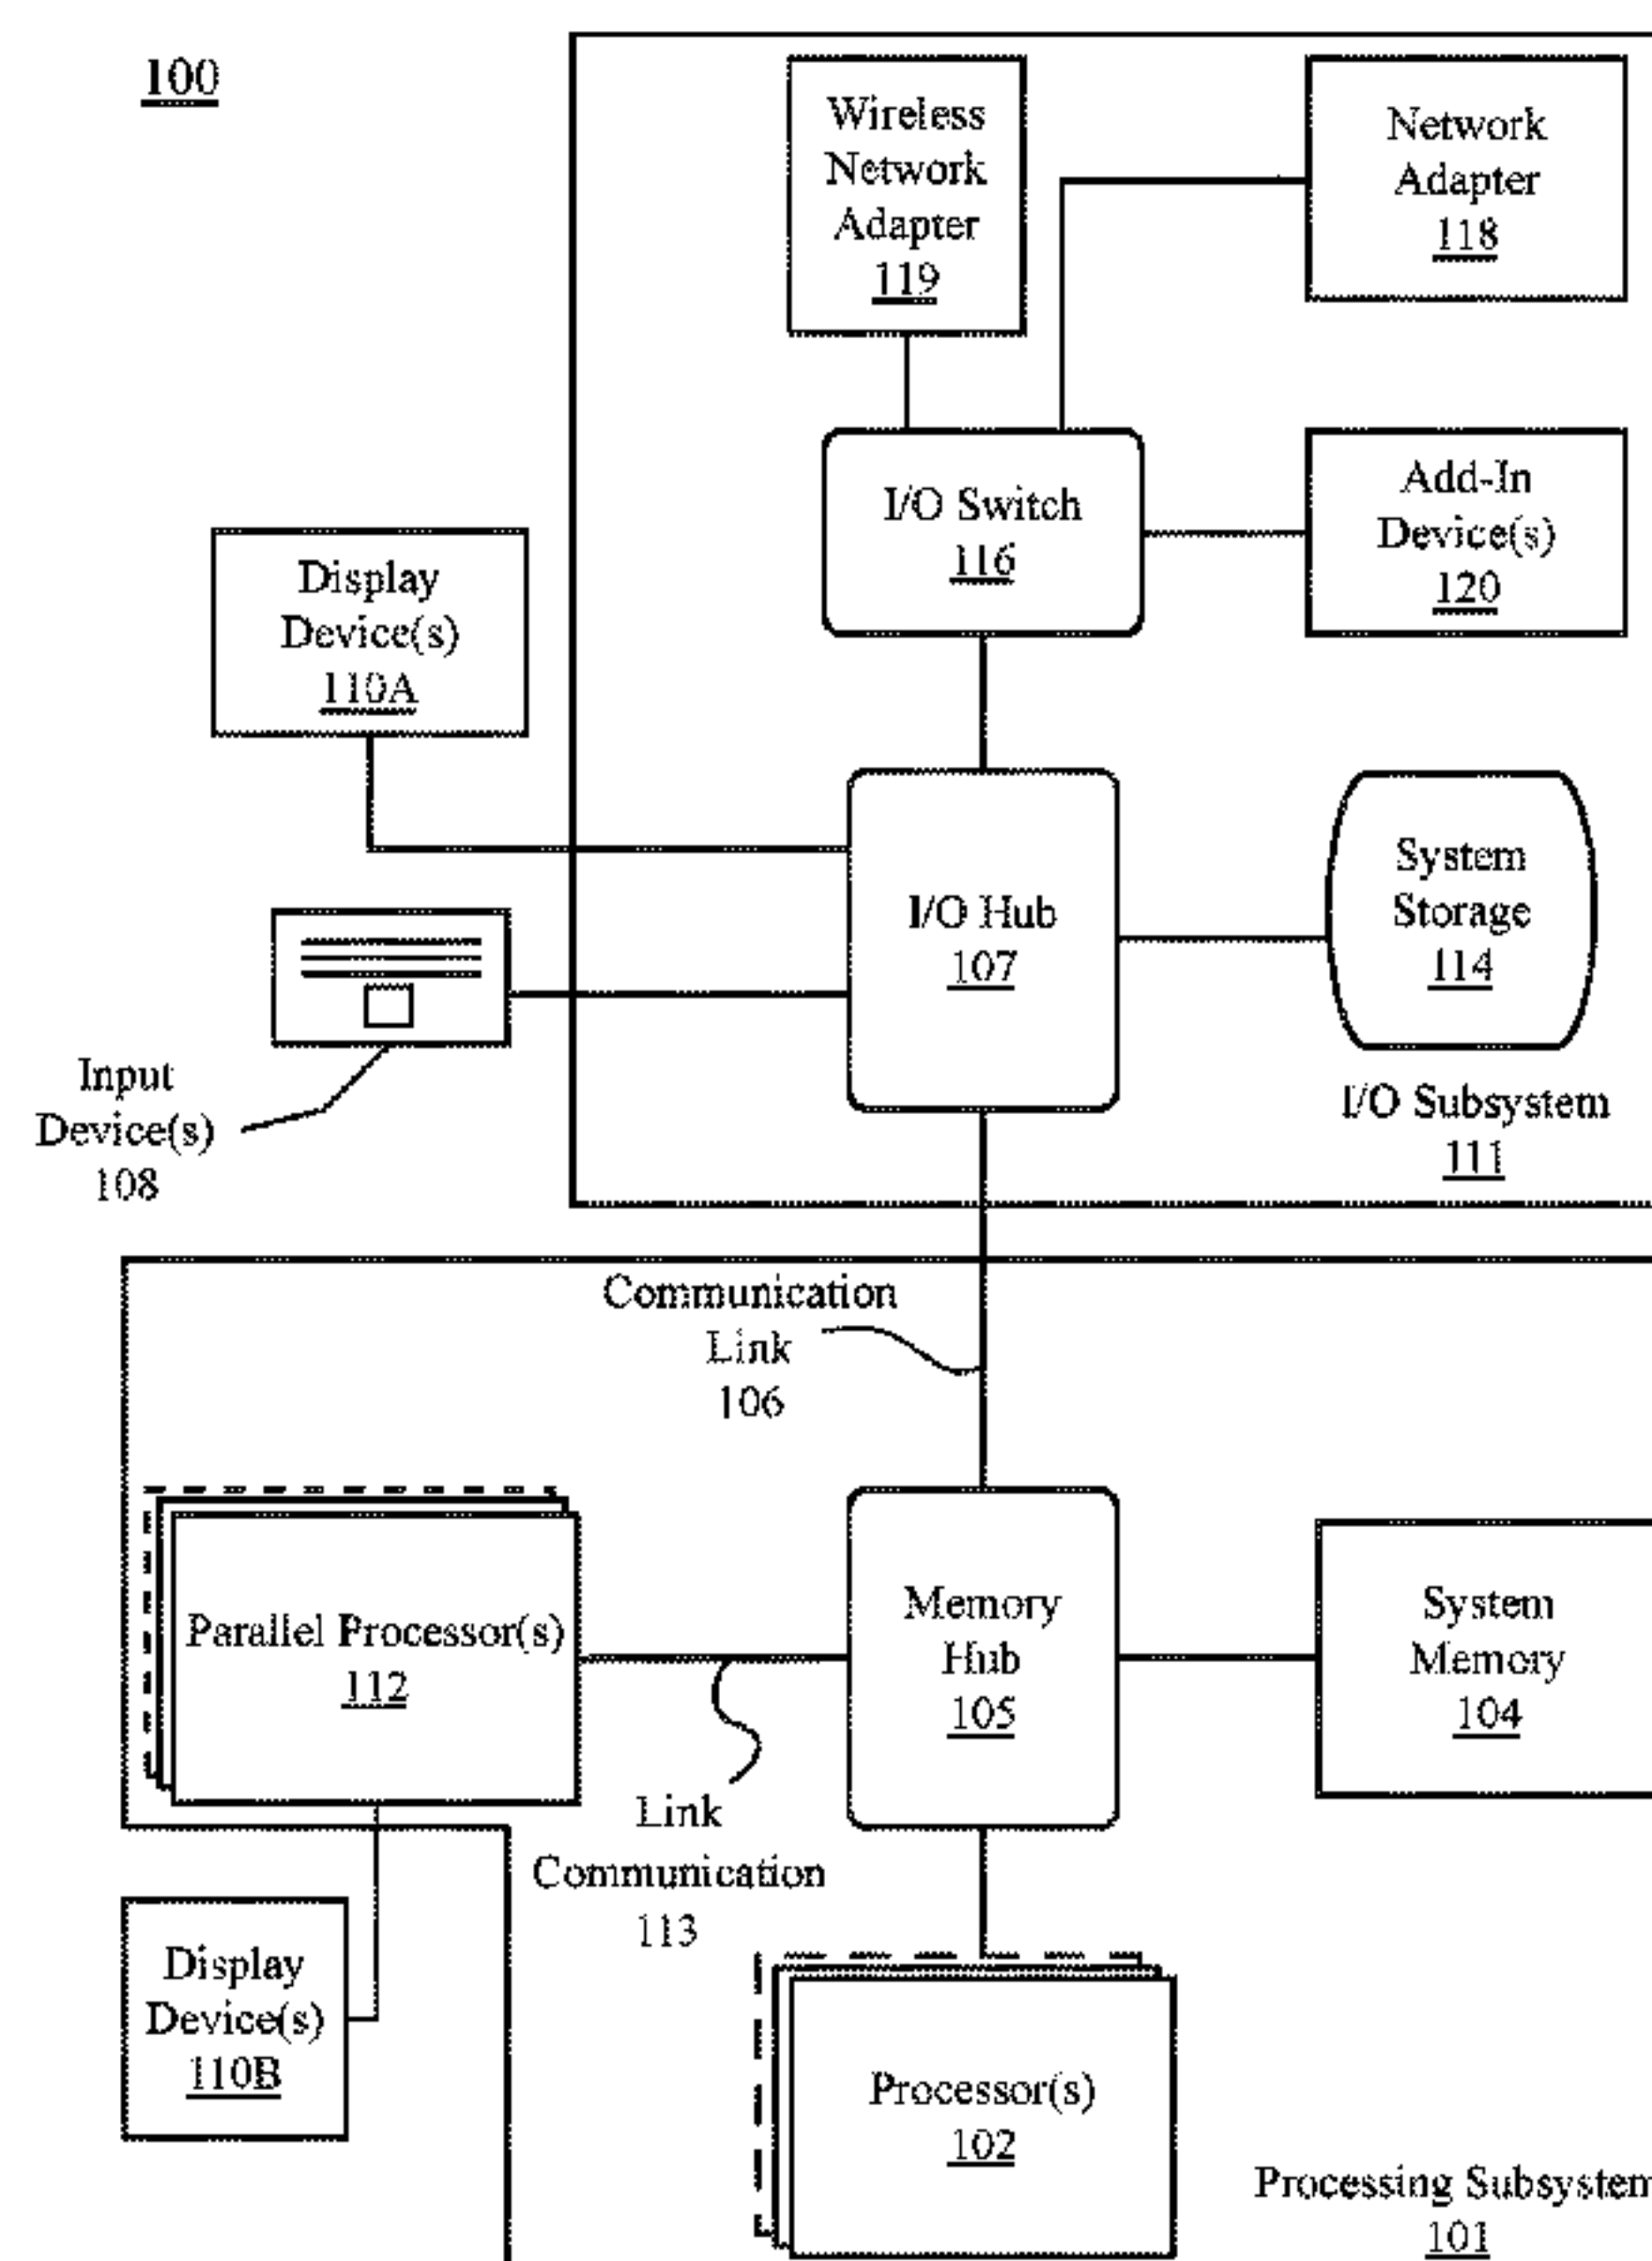 100
Wireless
Network
Adapter
119
Network
Adapter
118
I/O Switch
116
Add-In
Device(s)
120
Display
Device(s)
110A
I/O Hub
107
System
Storage
114
Input
Device(s)
108
I/O Subsystem
111
Communication
Link
106
Parallel Processor(s)
112
Memory
Hub
105
System
Memory
104
Link
Communication
113
Display
Device(s)
110B
Processor(s)
102
Processing Subsystem
101